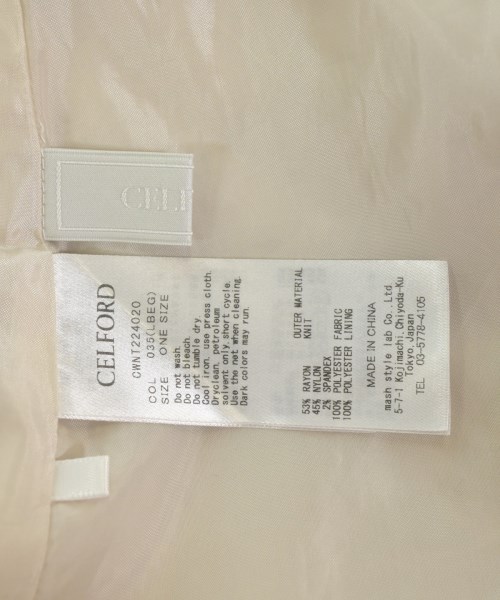 CELF
CELFORD
CWNT224020
COL 035(LBEG)
SIZE ONE SIZE
Do not wash.
Do not bleach.
Do not tumble dry.
Cool iron, use press cloth.
Dryclean, petroleum
solvent only, short cycle.
Use the net when cleaning.
Dark colors may run.
OUTER MATERIAL
KNIT
53% RAYON
45% NYLON
2% SPANDEX
100% POLYESTER FABRIC
100% POLYESTER LINING
MADE IN CHINA
mash style lab Co., Ltd.
5-7-1 Kojimachi, Chiyoda-Ku
Tokyo, Japan
TEL 03-5778-4105